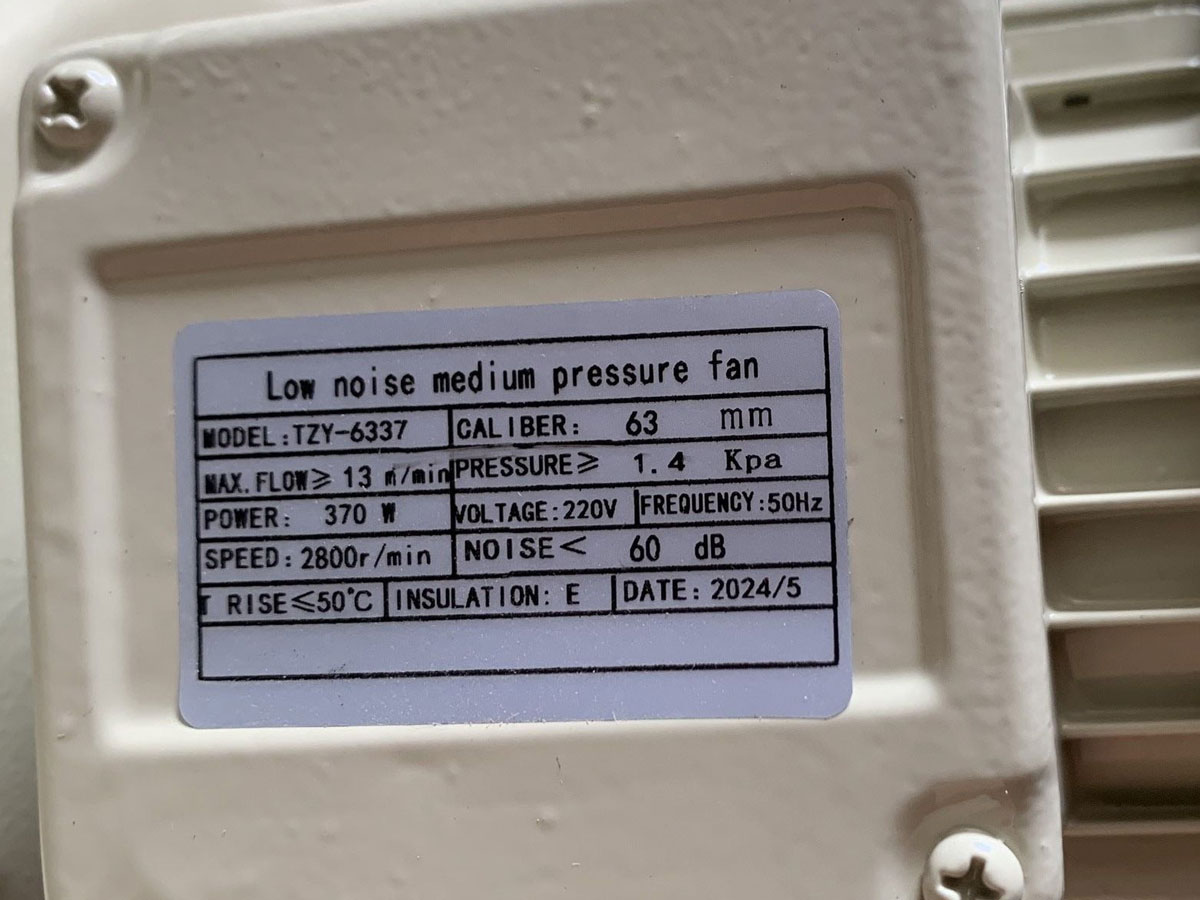 Low noise medium pressure fan
MODEL:TZY-6337 CALIBER: 63 mm
MAX.FLOW≥ 13 ㎥/min PRESSURE≥ 1.4 Kpa
POWER: 370 W VOLTAGE:220V FREQUENCY:50Hz
SPEED:2800r/min NOISE< 60 dB
T RISE≤50℃ INSULATION: E DATE: 2024/5